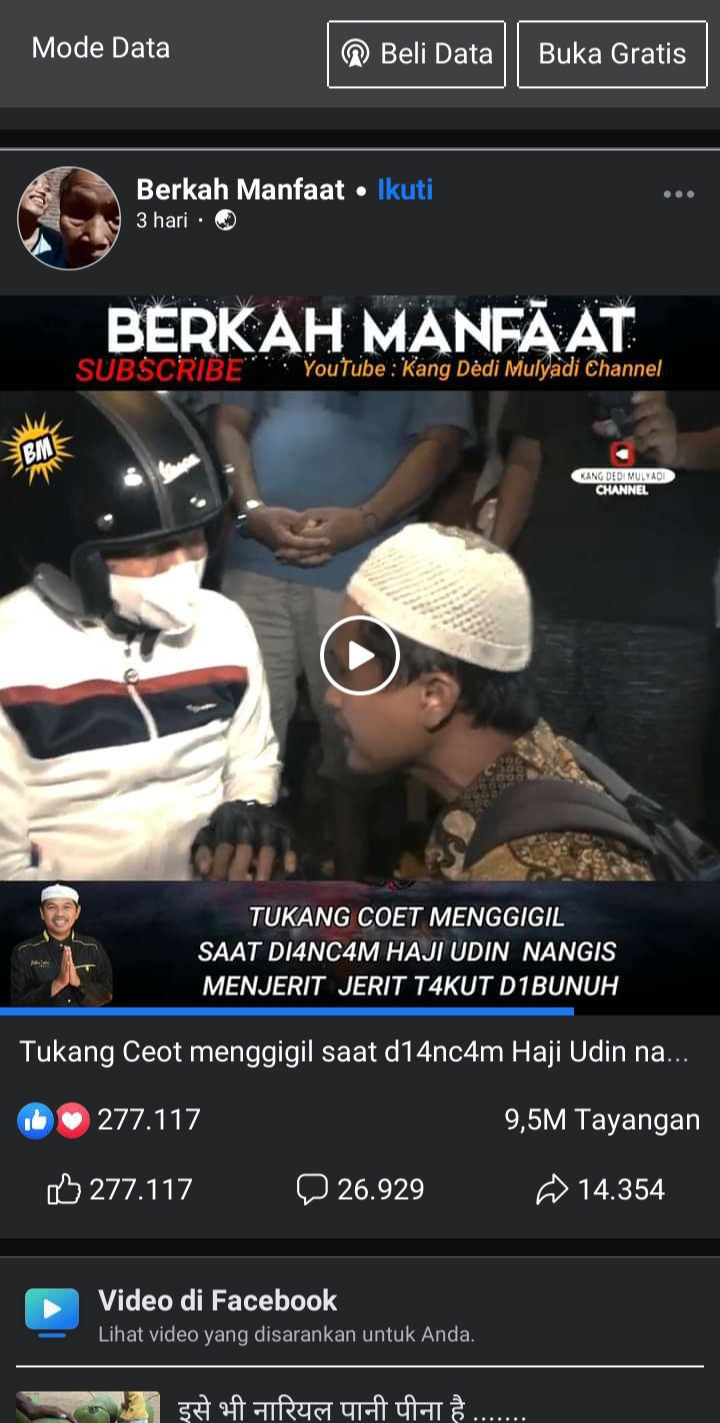 Mode Data
Beli Data
Buka Gratis
Berkah Manfaat • Ikuti
3 hari ·
BERKAH MANFAAT
SUBSCRIBE YouTube : Kang Dedi Mulyadi Channel
BM
Vespa
KANG DEDI MULYADI
CHANNEL
TUKANG COET MENGGIGIL
SAAT DI4NC4M HAJI UDIN NANGIS
MENJERIT JERIT T4KUT D1BUNUH
Tukang Ceot menggigil saat d14nc4m Haji Udin na...
277.117
9,5M Tayangan
277.117
26.929
14.354
Video di Facebook
Lihat video yang disarankan untuk Anda.
इसे भी नारियल पानी पीना है .......